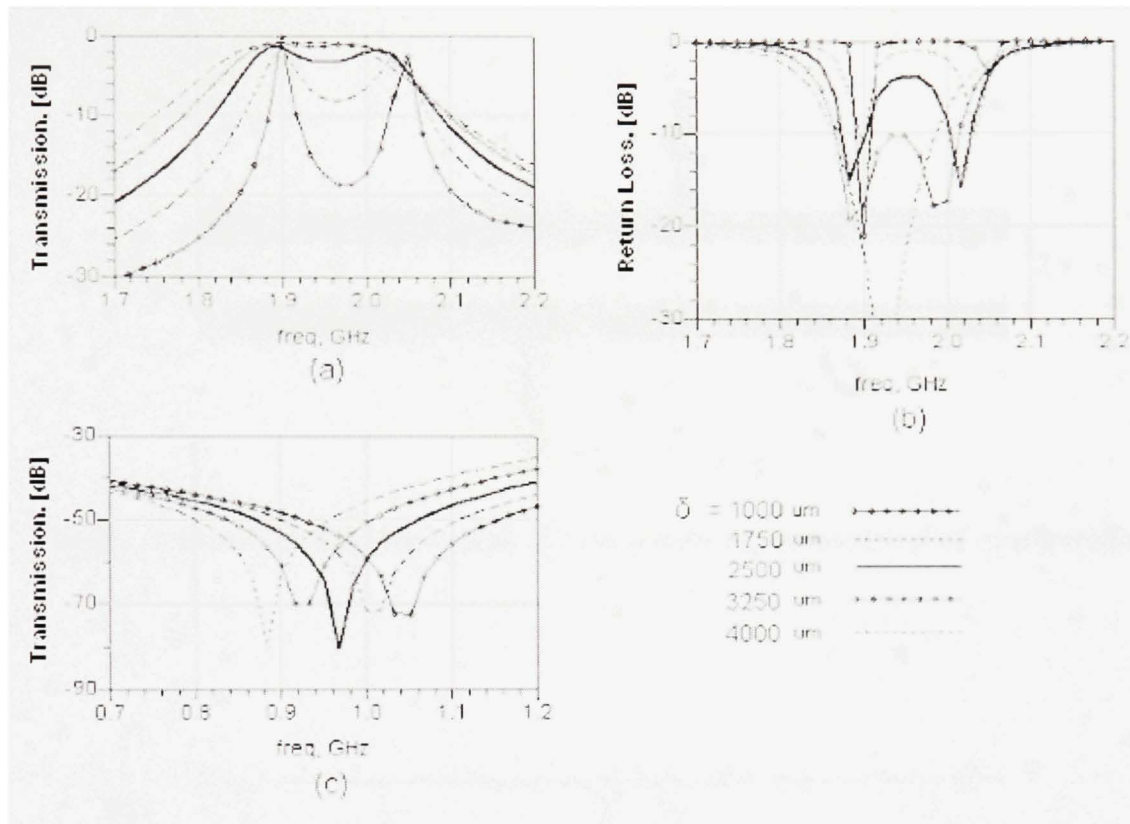 Transmission. [dB]
0
-10
-20
-30
1.7 1.8 1.9 2.0 2.1 2.2
freq, GHz
(a)
Return Loss. [dB]
0
-10
-20
-30
1.7 1.8 1.9 2.0 2.1 2.2
freq, GHz
(b)
Transmission. [dB]
-30
-50
-70
-90
0.7 0.8 0.9 1.0 1.1 1.2
freq, GHz
(c)
δ = 1000 um
1750 um
2500 um
3250 um
4000 um